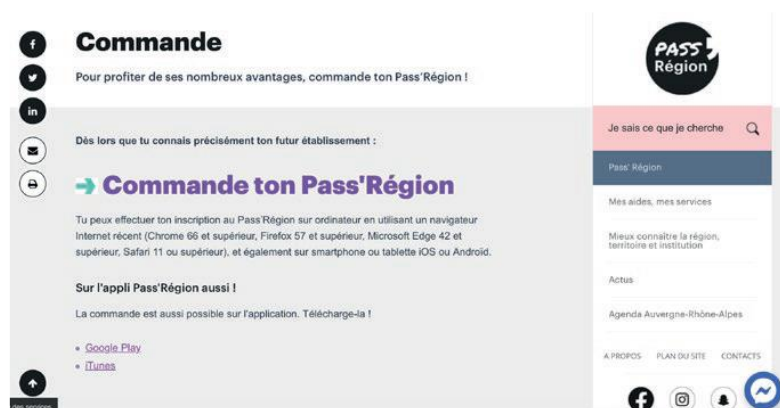 Commande
Pour profiter de ses nombreux avantages, commande ton Pass'Région !
Dès lors que tu connais précisément ton futur établissement :
Commande ton Pass'Région
Tu peux effectuer ton inscription au Pass'Région sur ordinateur en utilisant un navigateur
Internet récent (Chrome 66 et supérieur, Firefox 57 et supérieur, Microsoft Edge 42 et
supérieur, Safari 11 ou supérieur), et également sur smartphone ou tablette iOS ou Androïd.
Sur l'appli Pass'Région aussi !
La commande est aussi possible sur l'application. Télécharge-la !
Google Play
iTunes
des services
PASS'
Région
Je sais ce que je cherche
Pass' Région
Mes aides, mes services
Mieux connaître la région,
territoire et institution
Actus
Agenda Auvergne-Rhône-Alpes
A PROPOS PLAN DU SITE CONTACTS